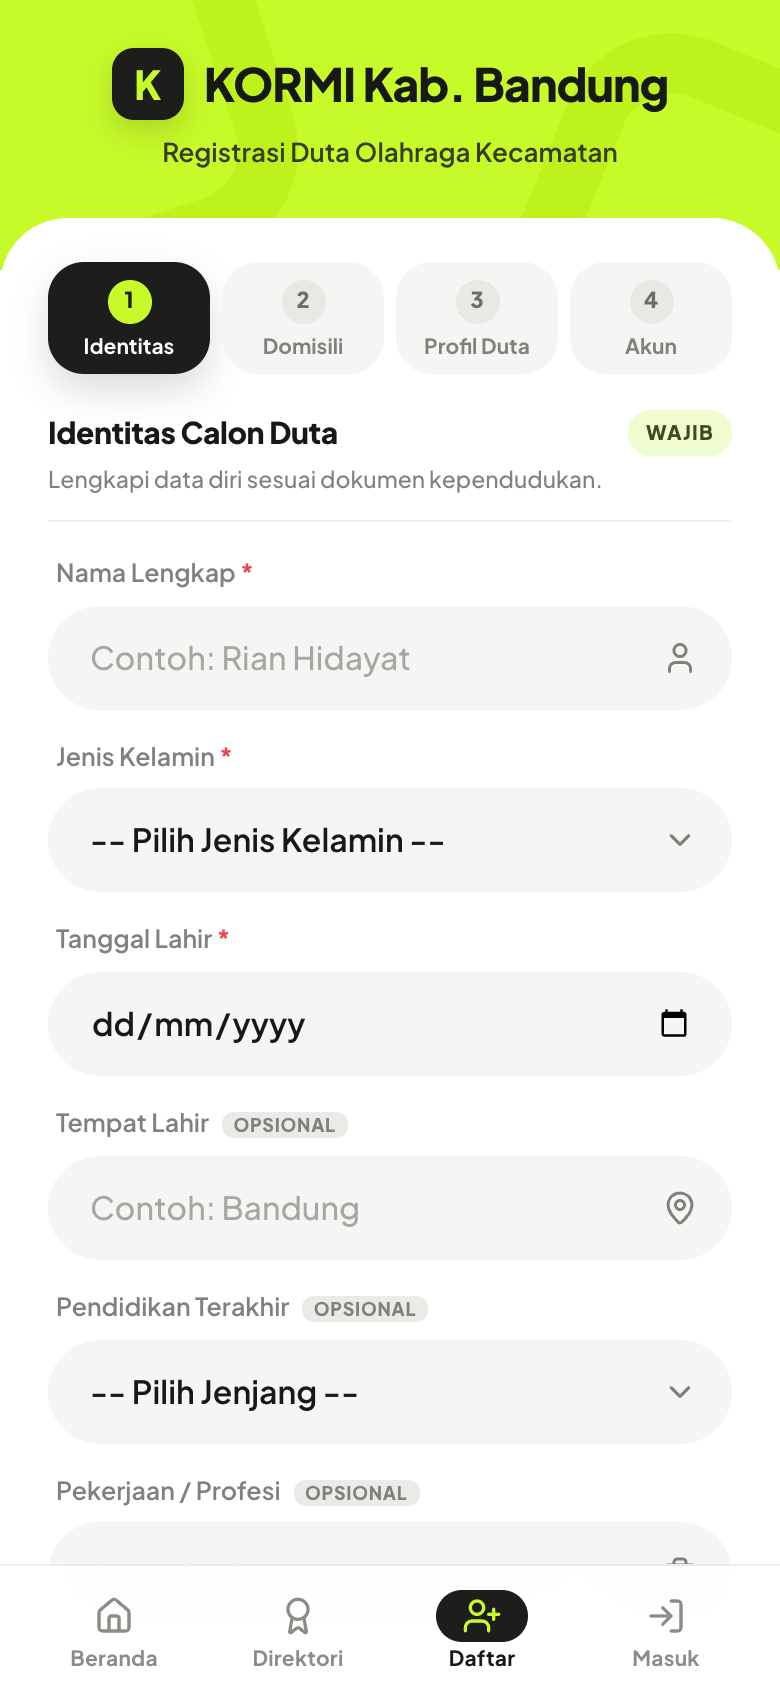 K KORMI Kab. Bandung
Registrasi Duta Olahraga Kecamatan
1 2 3 4
Identitas Domisili Profil Duta Akun
Identitas Calon Duta WAJIB
Lengkapi data diri sesuai dokumen kependudukan.
Nama Lengkap *
Contoh: Rian Hidayat
Jenis Kelamin *
-- Pilih Jenis Kelamin --
Tanggal Lahir *
dd/mm/yyyy
Tempat Lahir OPSIONAL
Contoh: Bandung
Pendidikan Terakhir OPSIONAL
-- Pilih Jenjang --
Pekerjaan / Profesi OPSIONAL
Beranda Direktori Daftar Masuk